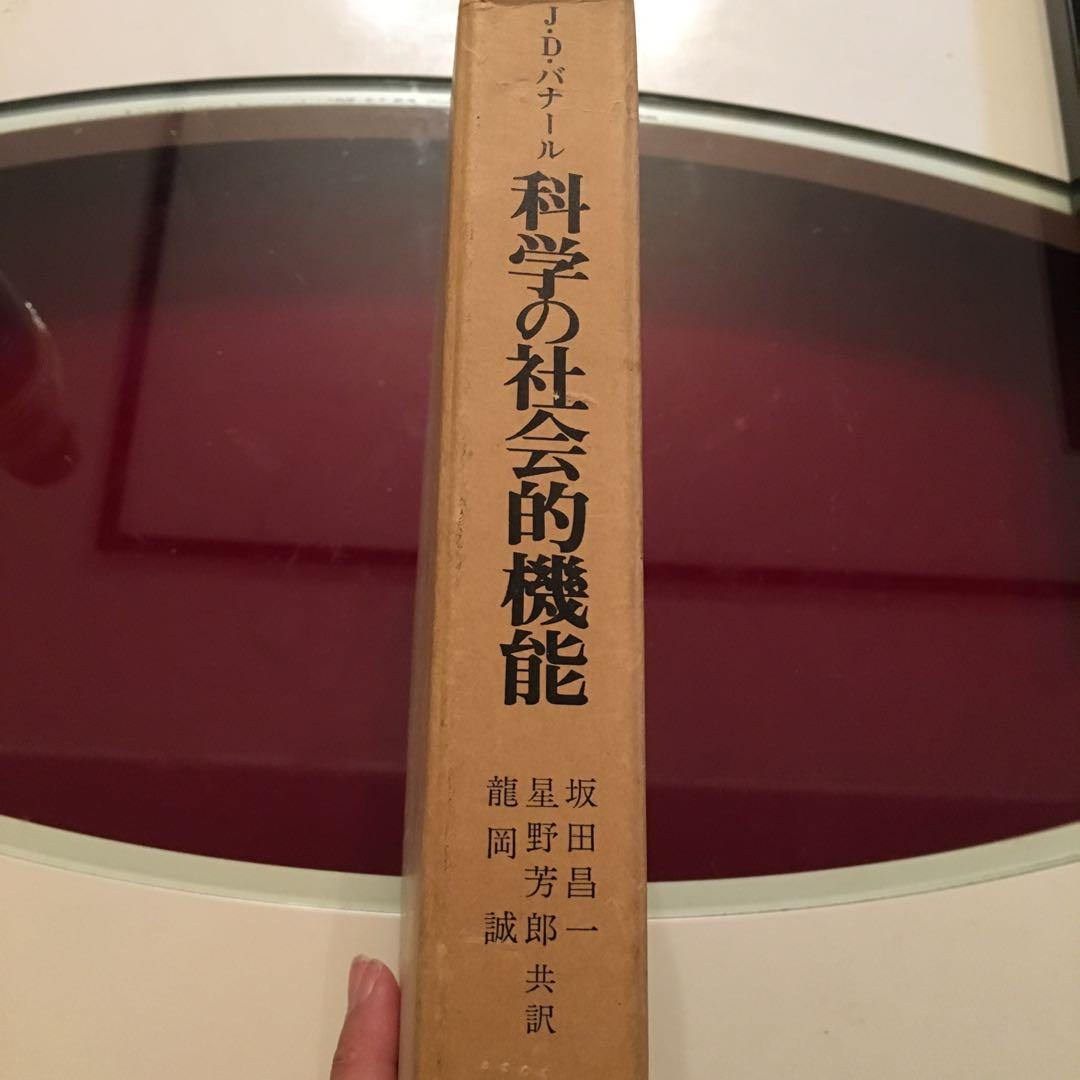 J・D・バナール
科学の社会的機能
坂田昌一
星野芳郎共訳
龍岡誠